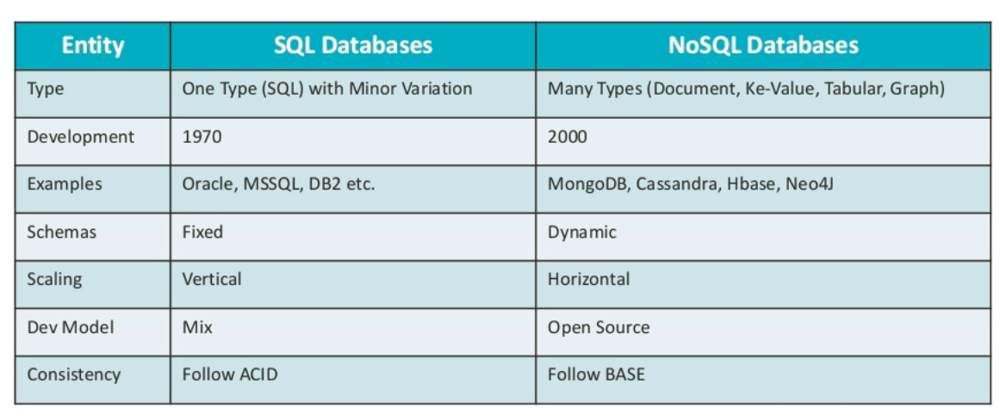 Entity SQL Databases NoSQL Databases
Type One Type (SQL) with Minor Variation Many Types (Document, Ke-Value, Tabular, Graph)
Development 1970 2000
Examples Oracle, MSSQL, DB2 etc. MongoDB, Cassandra, Hbase, Neo4J
Schemas Fixed Dynamic
Scaling Vertical Horizontal
Dev Model Mix Open Source
Consistency Follow ACID Follow BASE